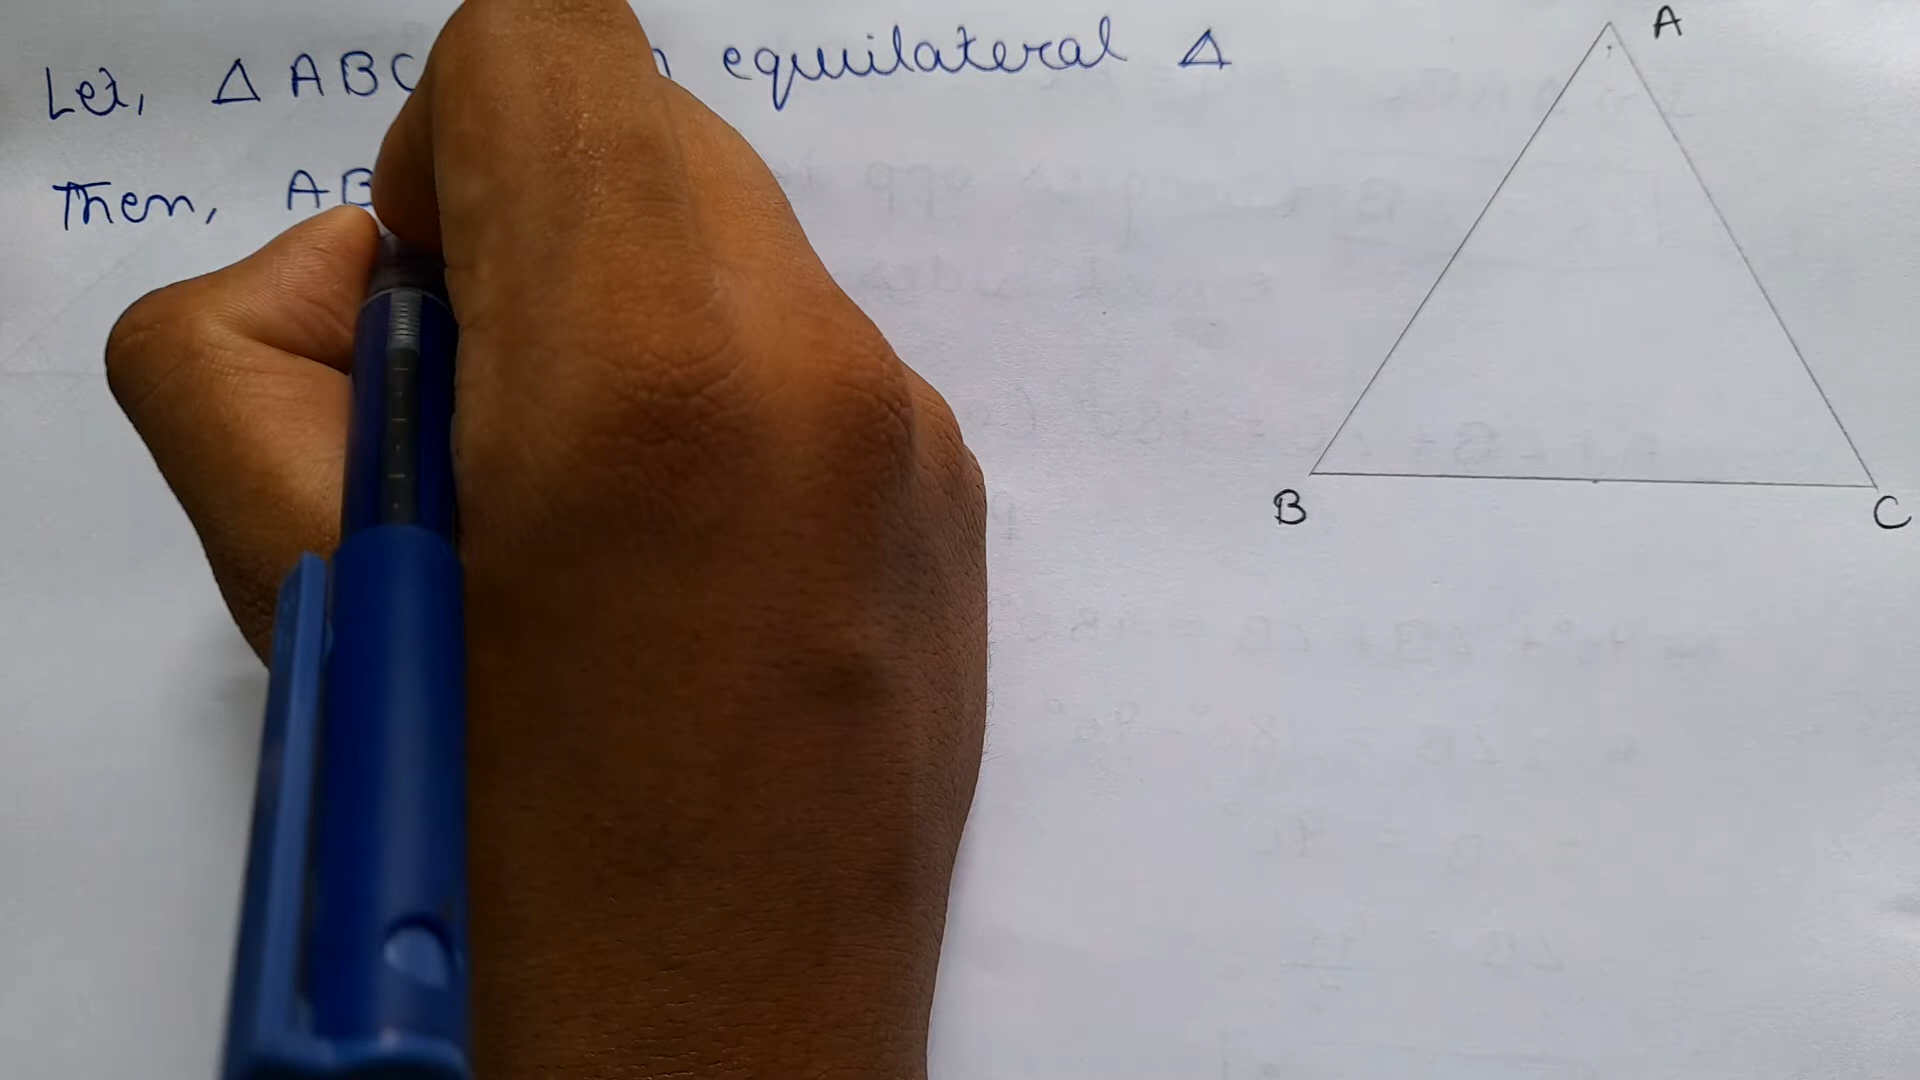 Let, △ ABC equilateral △
Then, AB
A
B
C